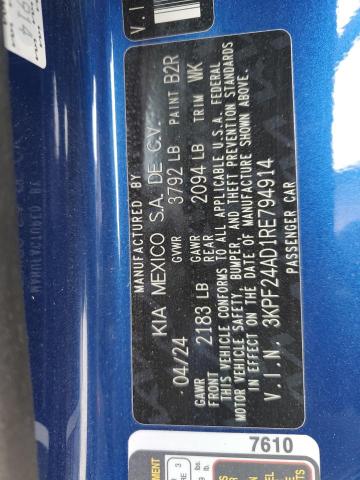 MANUFACTURED BY
KIA MEXICO S.A. DE C.V.
04/24 GVWR 3792 LB PAINT B2R
GAWR FRONT 2183 LB GAWR REAR 2094 LB TRIM WK
THIS VEHICLE CONFORMS TO ALL APPLICABLE U.S.A. FEDERAL
MOTOR VEHICLE SAFETY, BUMPER, AND THEFT PREVENTION STANDARDS
IN EFFECT ON THE DATE OF MANUFACTURE SHOWN ABOVE.
V.I.N. 3KPF24AD1RE794914
PASSENGER CAR
7610
V.I
4914